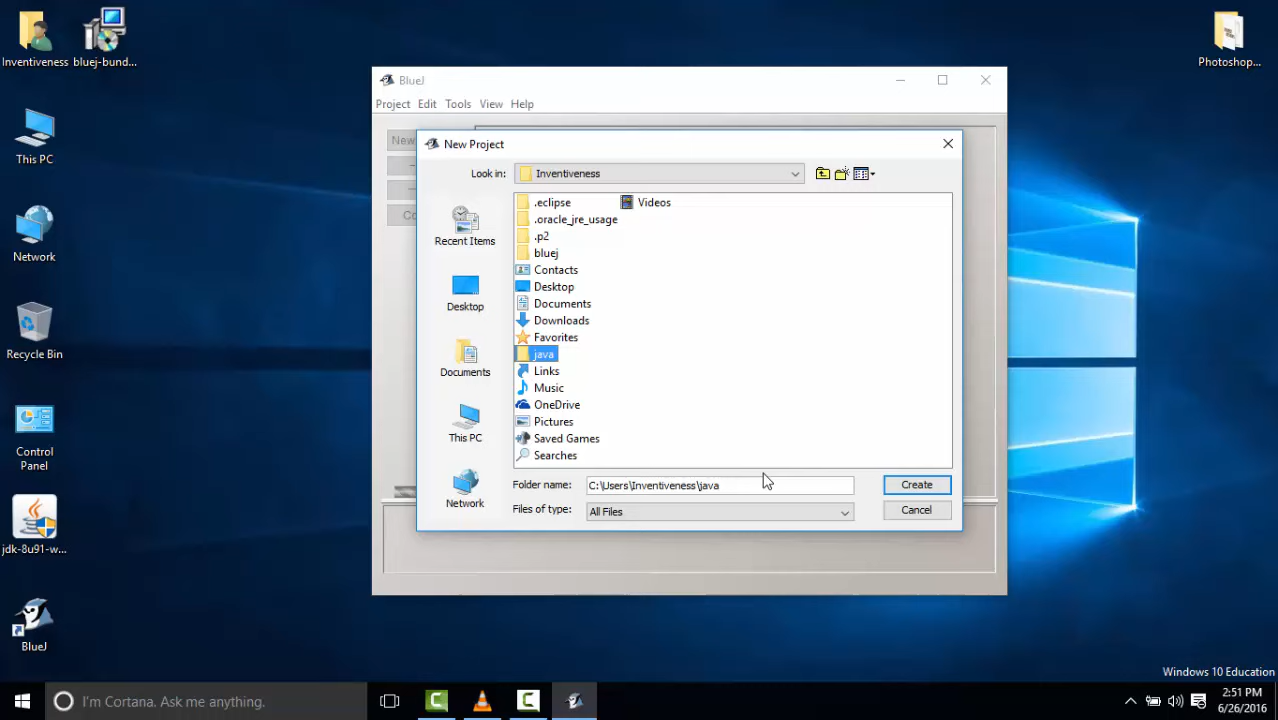 Inventiveness
bluej-bund...
Photoshop...
This PC
Network
Recycle Bin
Control
Panel
jdk-8u91-w...
BlueJ
BlueJ
Project Edit Tools View Help
New
New Project
Look in: Inventiveness
Recent Items
Desktop
Documents
This PC
Network
.eclipse
.oracle_jre_usage
.p2
bluej
Contacts
Desktop
Documents
Downloads
Favorites
java
Links
Music
OneDrive
Pictures
Saved Games
Searches
Videos
Folder name: C:\Users\Inventiveness\java Create
Files of type: All Files Cancel
Windows 10 Education
I'm Cortana. Ask me anything.
2:51 PM
6/26/2016